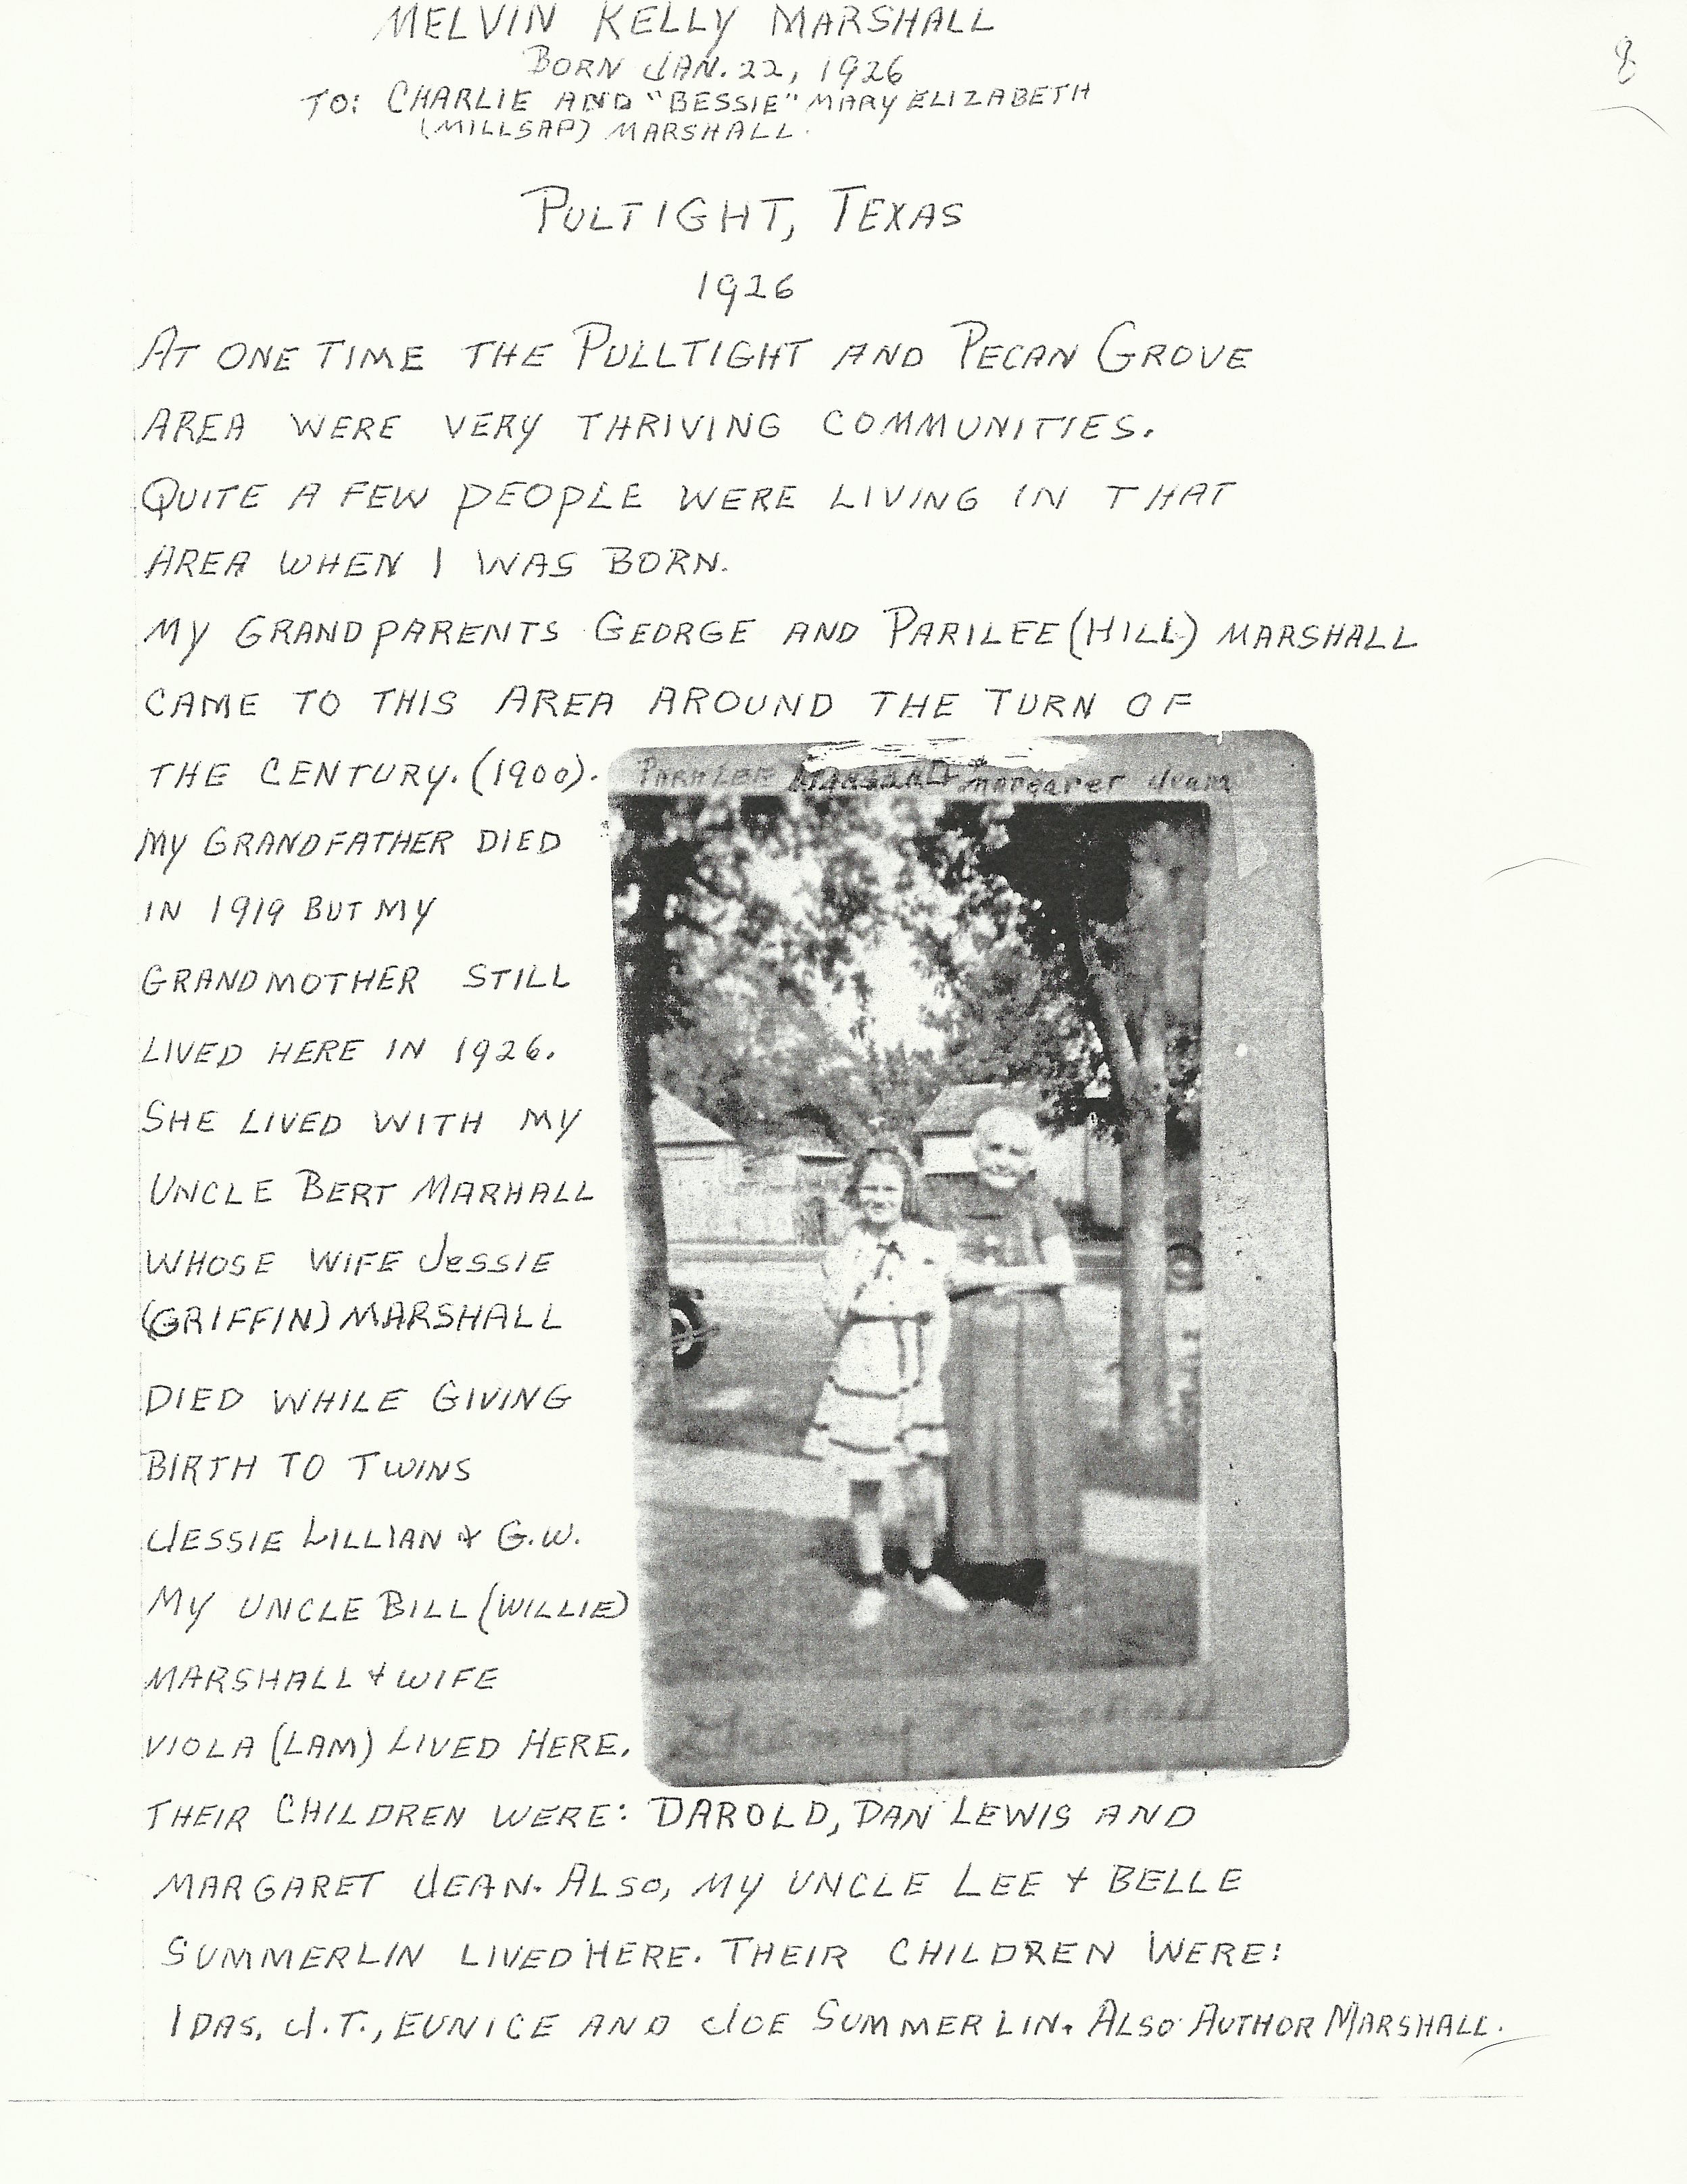 MELVIN KELLY MARSHALL
BORN JAN. 22, 1926
TO: CHARLIE AND "BESSIE" MARY ELIZABETH
(MILLSAP) MARSHALL.
8
PULTIGHT, TEXAS
1926
AT ONE TIME THE PULLTIGHT AND PECAN GROVE
AREA WERE VERY THRIVING COMMUNITIES.
QUITE A FEW PEOPLE WERE LIVING IN THAT
AREA WHEN I WAS BORN.
MY GRANDPARENTS GEORGE AND PARILEE (HILL) MARSHALL
CAME TO THIS AREA AROUND THE TURN OF
THE CENTURY. (1900).
MY GRANDFATHER DIED
IN 1919 BUT MY
GRANDMOTHER STILL
LIVED HERE IN 1926.
SHE LIVED WITH MY
UNCLE BERT MARHALL
WHOSE WIFE JESSIE
(GRIFFIN) MARSHALL
DIED WHILE GIVING
BIRTH TO TWINS
JESSIE LILLIAN & G.W.
MY UNCLE BILL (WILLIE)
MARSHALL & WIFE
VIOLA (LAM) LIVED HERE.
Margaret Jean
Granny Marshall
THEIR CHILDREN WERE: DAROLD, DAN LEWIS AND
MARGARET JEAN. ALSO, MY UNCLE LEE & BELLE
SUMMERLIN LIVED HERE. THEIR CHILDREN WERE:
IDAS, J.T., EUNICE AND JOE SUMMERLIN. ALSO AUTHOR MARSHALL.